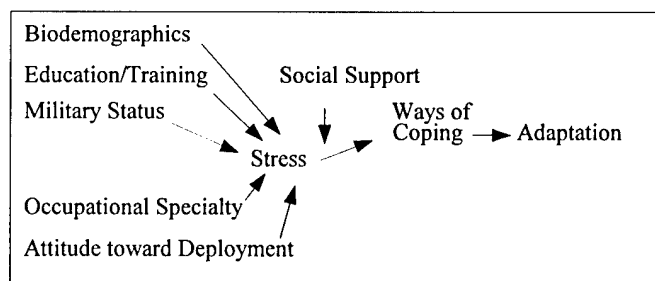 Biodemographics
Education/Training
Social Support
Military Status
Ways of
Coping
Adaptation
Stress
Occupational Specialty
Attitude toward Deployment